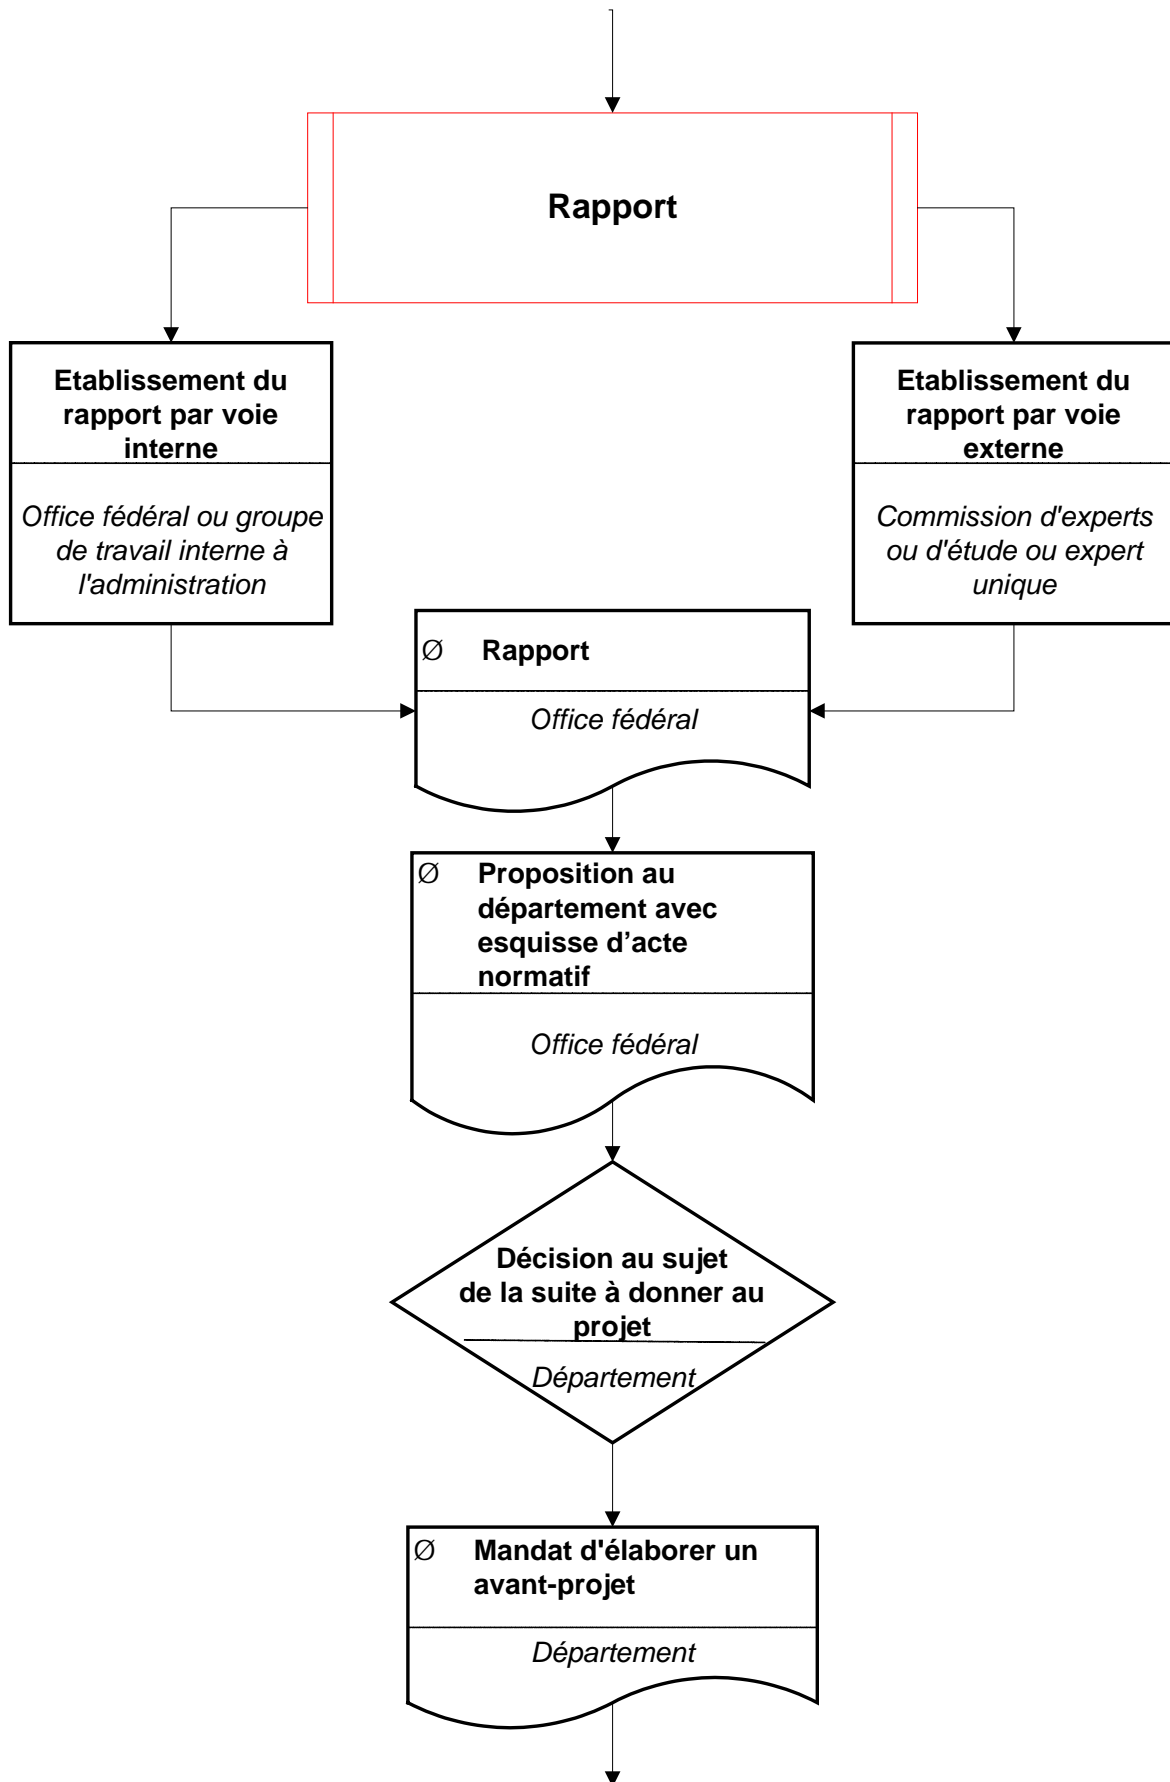 Rapport
Etablissement du
rapport par voie
interne
Office fédéral ou groupe
de travail interne à
l'administration
Etablissement du
rapport par voie
externe
Commission d'experts
ou d'étude ou expert
unique
Ø Rapport
Office fédéral
Ø Proposition au
département avec
esquisse d’acte
normatif
Office fédéral
Décision au sujet
de la suite à donner au
projet
Département
Ø Mandat d'élaborer un
avant-projet
Département